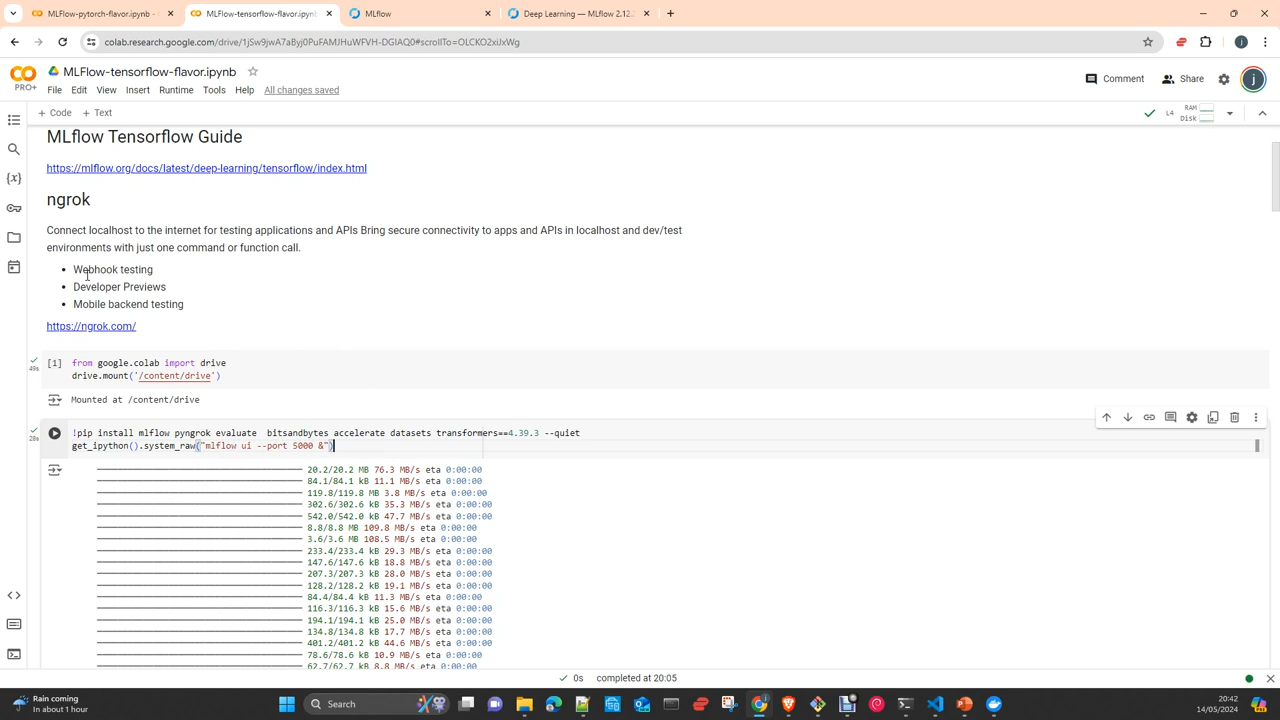 MLFlow-pytorch-flavor.ipynb -
MLFlow-tensorflow-flavor.ipynb
MLflow
Deep Learning — MLflow 2.12.
colab.research.google.com/drive/1jSw9jwA7aByj0PuFAMJHuWFVH-DGIAQ0#scrollTo=OLCKO2xiJxWg
j
CO
PRO+
MLFlow-tensorflow-flavor.ipynb
File Edit View Insert Runtime Tools Help All changes saved
Comment
Share
j
+ Code + Text
L4 RAM
Disk
MLflow Tensorflow Guide
https://mlflow.org/docs/latest/deep-learning/tensorflow/index.html
ngrok
Connect localhost to the internet for testing applications and APIs Bring secure connectivity to apps and APIs in localhost and dev/test
environments with just one command or function call.
• Webhook testing
• Developer Previews
• Mobile backend testing
https://ngrok.com/
49s
[1] from google.colab import drive
drive.mount('/content/drive')
Mounted at /content/drive
28s
!pip install mlflow pyngrok evaluate bitsandbytes accelerate datasets transformers==4.39.3 --quiet
get_ipython().system_raw("mlflow ui --port 5000 &")
20.2/20.2 MB 76.3 MB/s eta 0:00:00
84.1/84.1 kB 11.1 MB/s eta 0:00:00
119.8/119.8 MB 3.8 MB/s eta 0:00:00
302.6/302.6 kB 35.3 MB/s eta 0:00:00
542.0/542.0 kB 47.7 MB/s eta 0:00:00
8.8/8.8 MB 109.8 MB/s eta 0:00:00
3.6/3.6 MB 108.5 MB/s eta 0:00:00
233.4/233.4 kB 29.3 MB/s eta 0:00:00
147.6/147.6 kB 18.8 MB/s eta 0:00:00
207.3/207.3 kB 28.0 MB/s eta 0:00:00
128.2/128.2 kB 19.1 MB/s eta 0:00:00
84.4/84.4 kB 11.3 MB/s eta 0:00:00
116.3/116.3 kB 15.6 MB/s eta 0:00:00
194.1/194.1 kB 25.0 MB/s eta 0:00:00
134.8/134.8 kB 17.7 MB/s eta 0:00:00
401.2/401.2 kB 44.6 MB/s eta 0:00:00
78.6/78.6 kB 10.9 MB/s eta 0:00:00
62.7/62.7 kB 8.8 MB/s eta 0:00:00
0s completed at 20:05
Rain coming
In about 1 hour
Search
20:42
14/05/2024